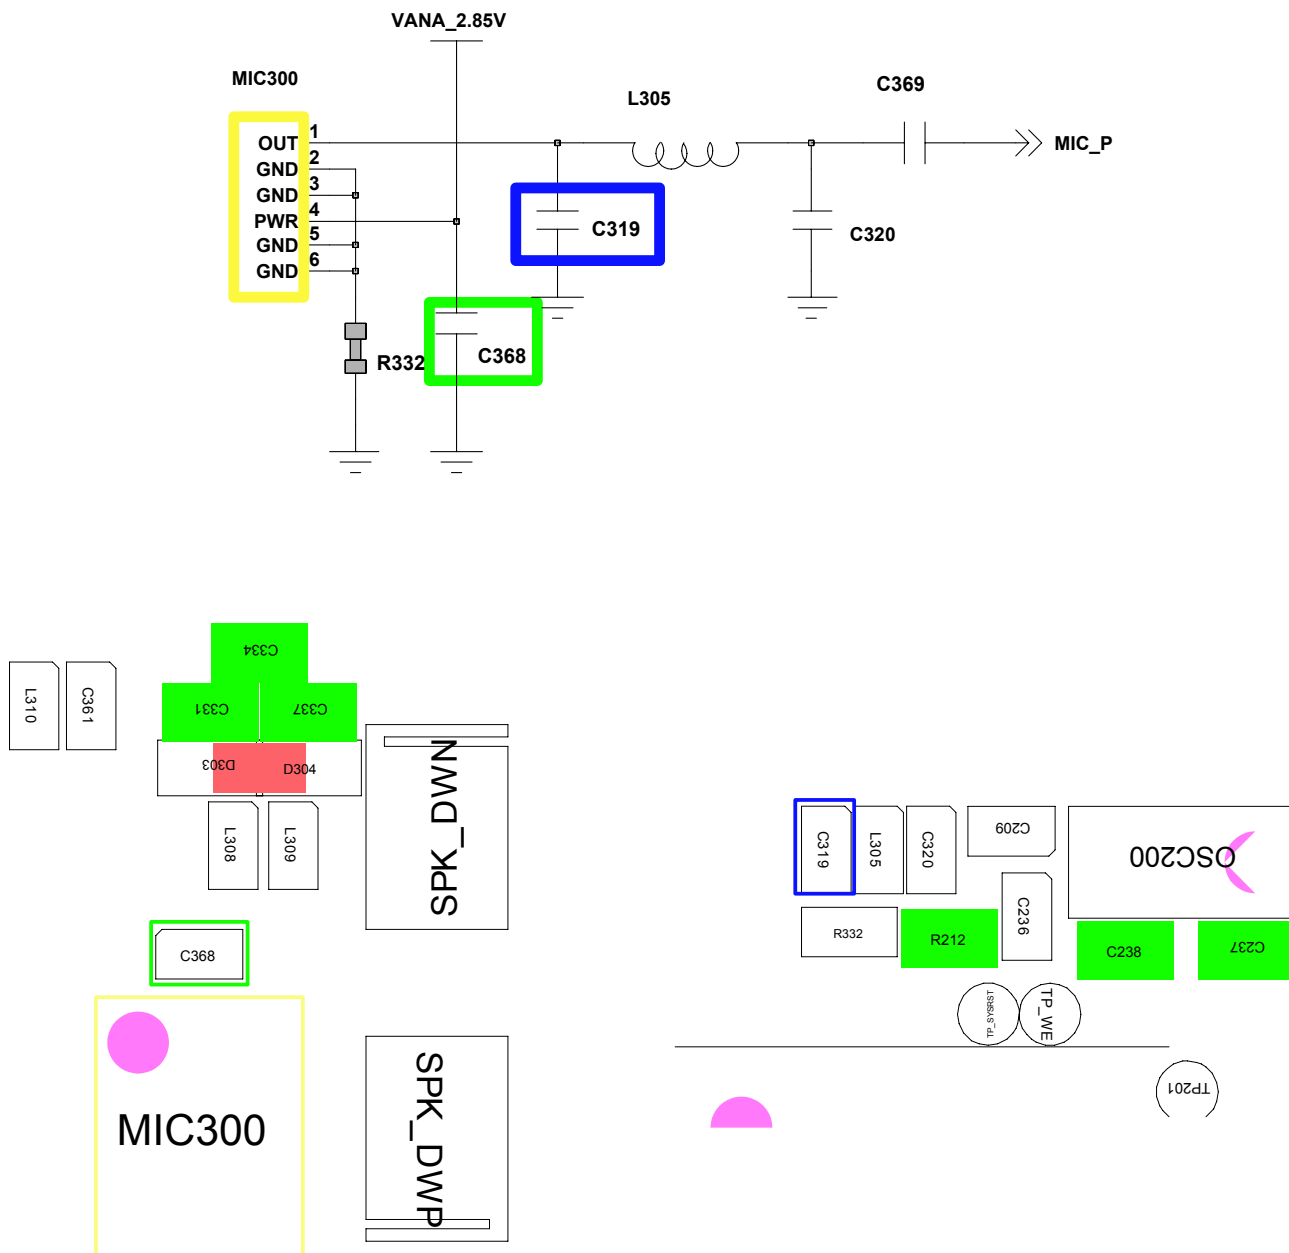 VANA_2.85V
MIC300
C369
L305
OUT 1
GND 2
GND 3
PWR 4
GND 5
GND 6
MIC_P
C319
C320
R332
C368
C334
L310
C361
C331
C337
D303
D304
SPK_DWN
L308
L309
C319
L305
C320
C209
OSC200
C236
R332
R212
C238
C237
C368
TP_SYSRST
TP_WE
TP201
MIC300
SPK_DWP